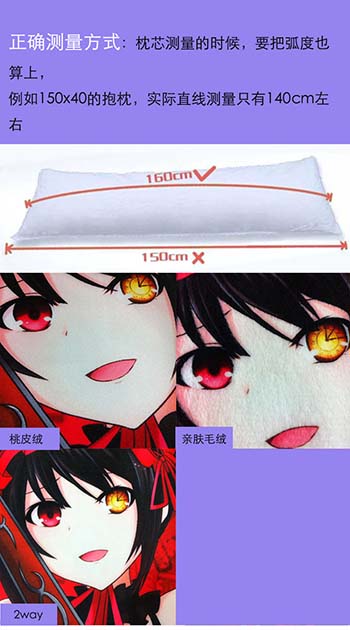 正确测量方式：枕芯测量的时候，要把弧度也
算上，
例如150x40的抱枕，实际直线测量只有140cm左
右
160cm✓
150cm✗
桃皮绒
亲肤毛绒
2way